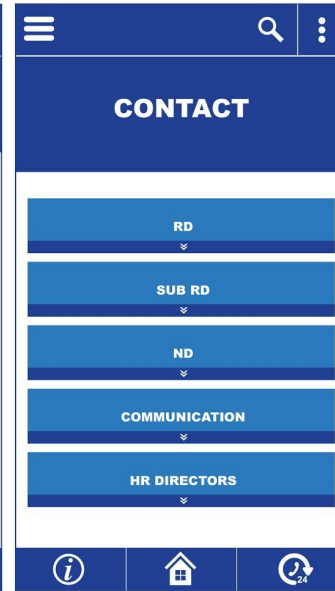 CONTACT
RD
SUB RD
ND
COMMUNICATION
HR DIRECTORS
i
24